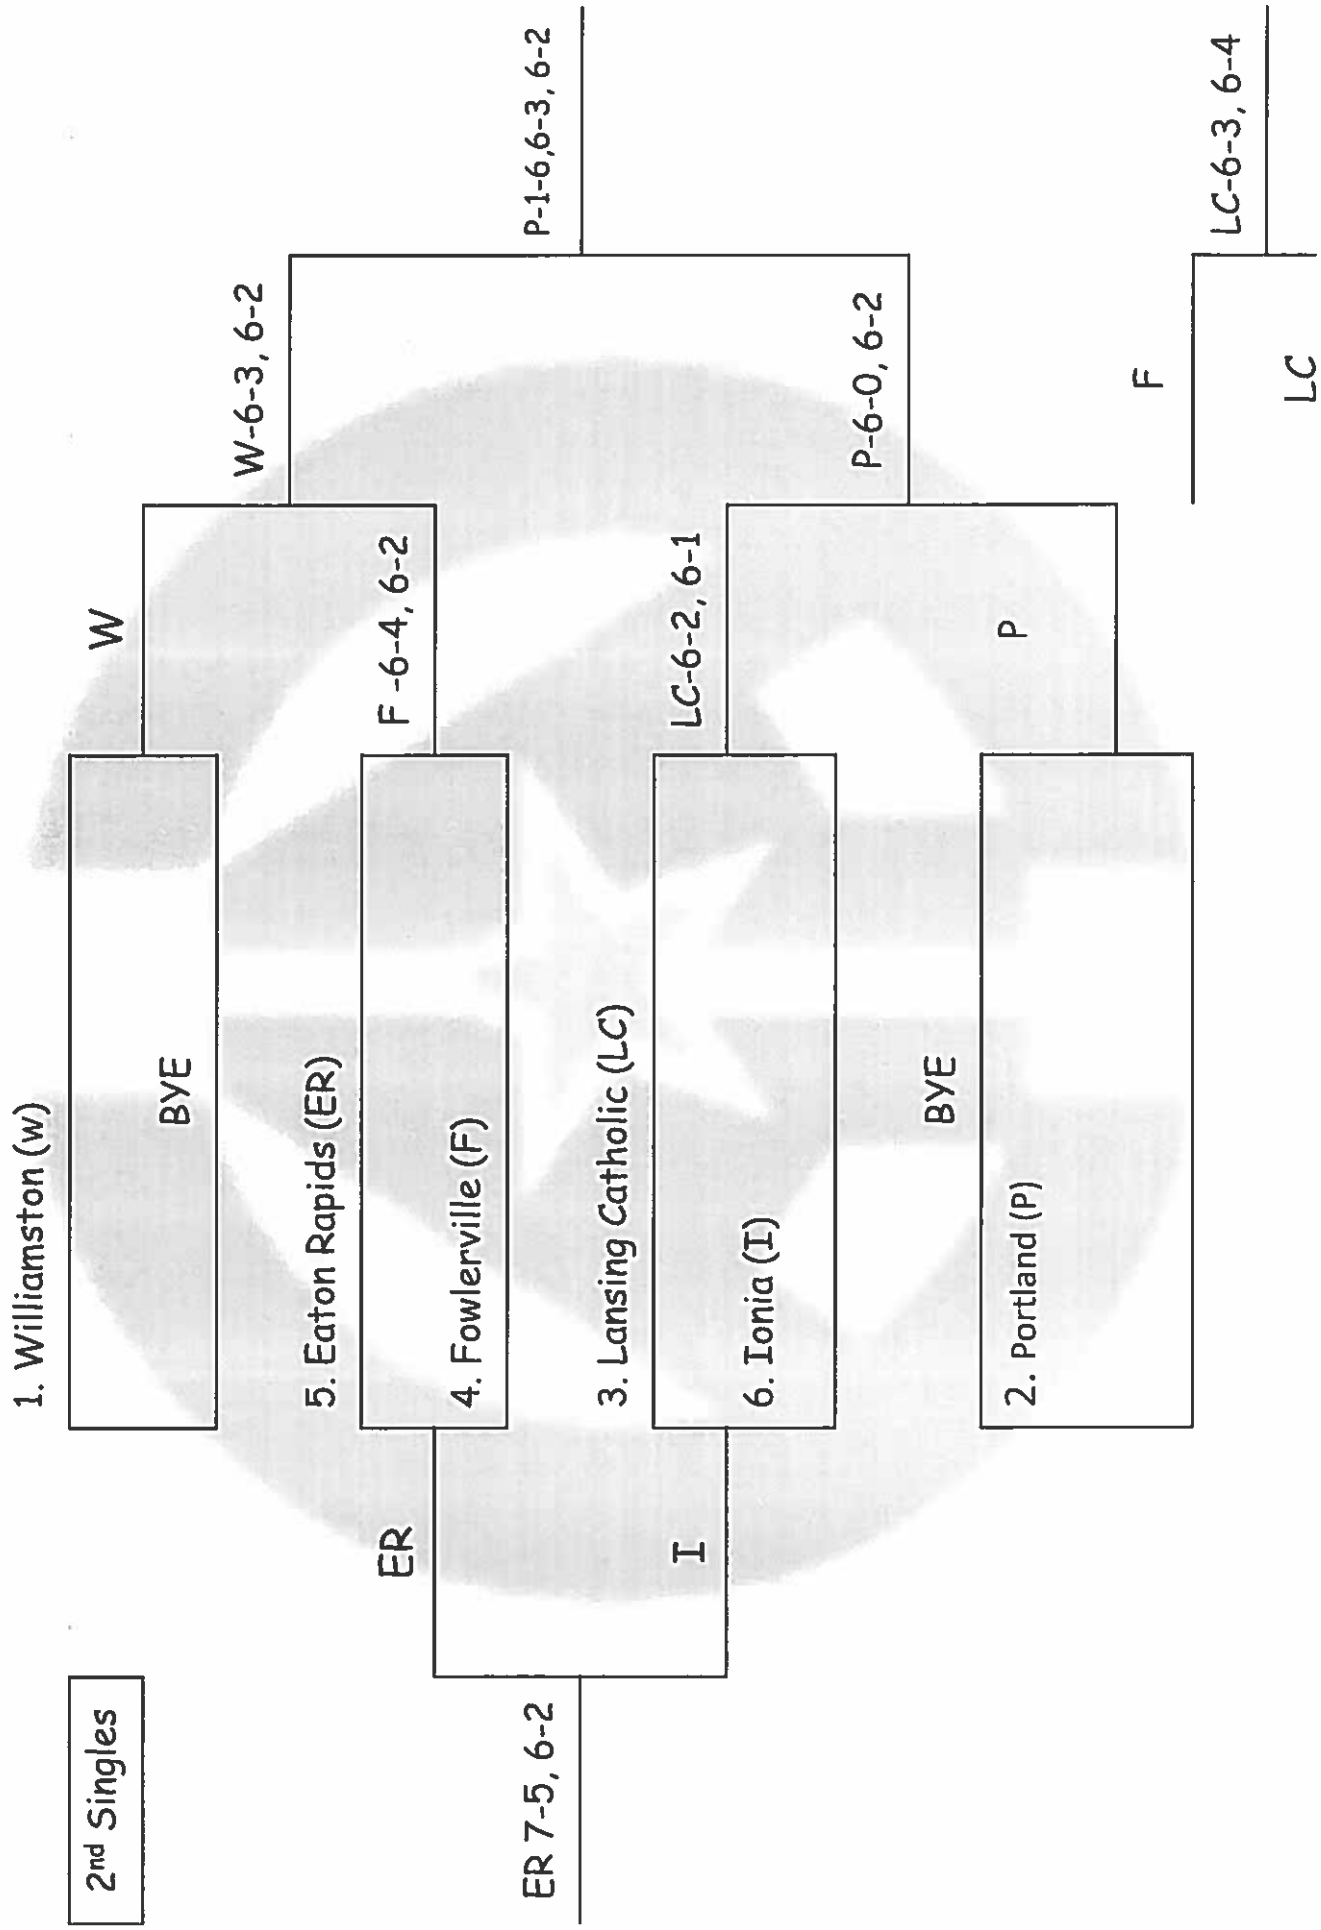 2nd Singles
1. Williamston (w)
BYE
W
W-6-3, 6-2
5. Eaton Rapids (ER)
4. Fowlerville (F)
F -6-4, 6-2
ER
ER 7-5, 6-2
P-1-6,6-3, 6-2
I
3. Lansing Catholic (LC)
6. Ionia (I)
LC-6-2, 6-1
P-6-0, 6-2
BYE
2. Portland (P)
P
F
LC-6-3, 6-4
LC